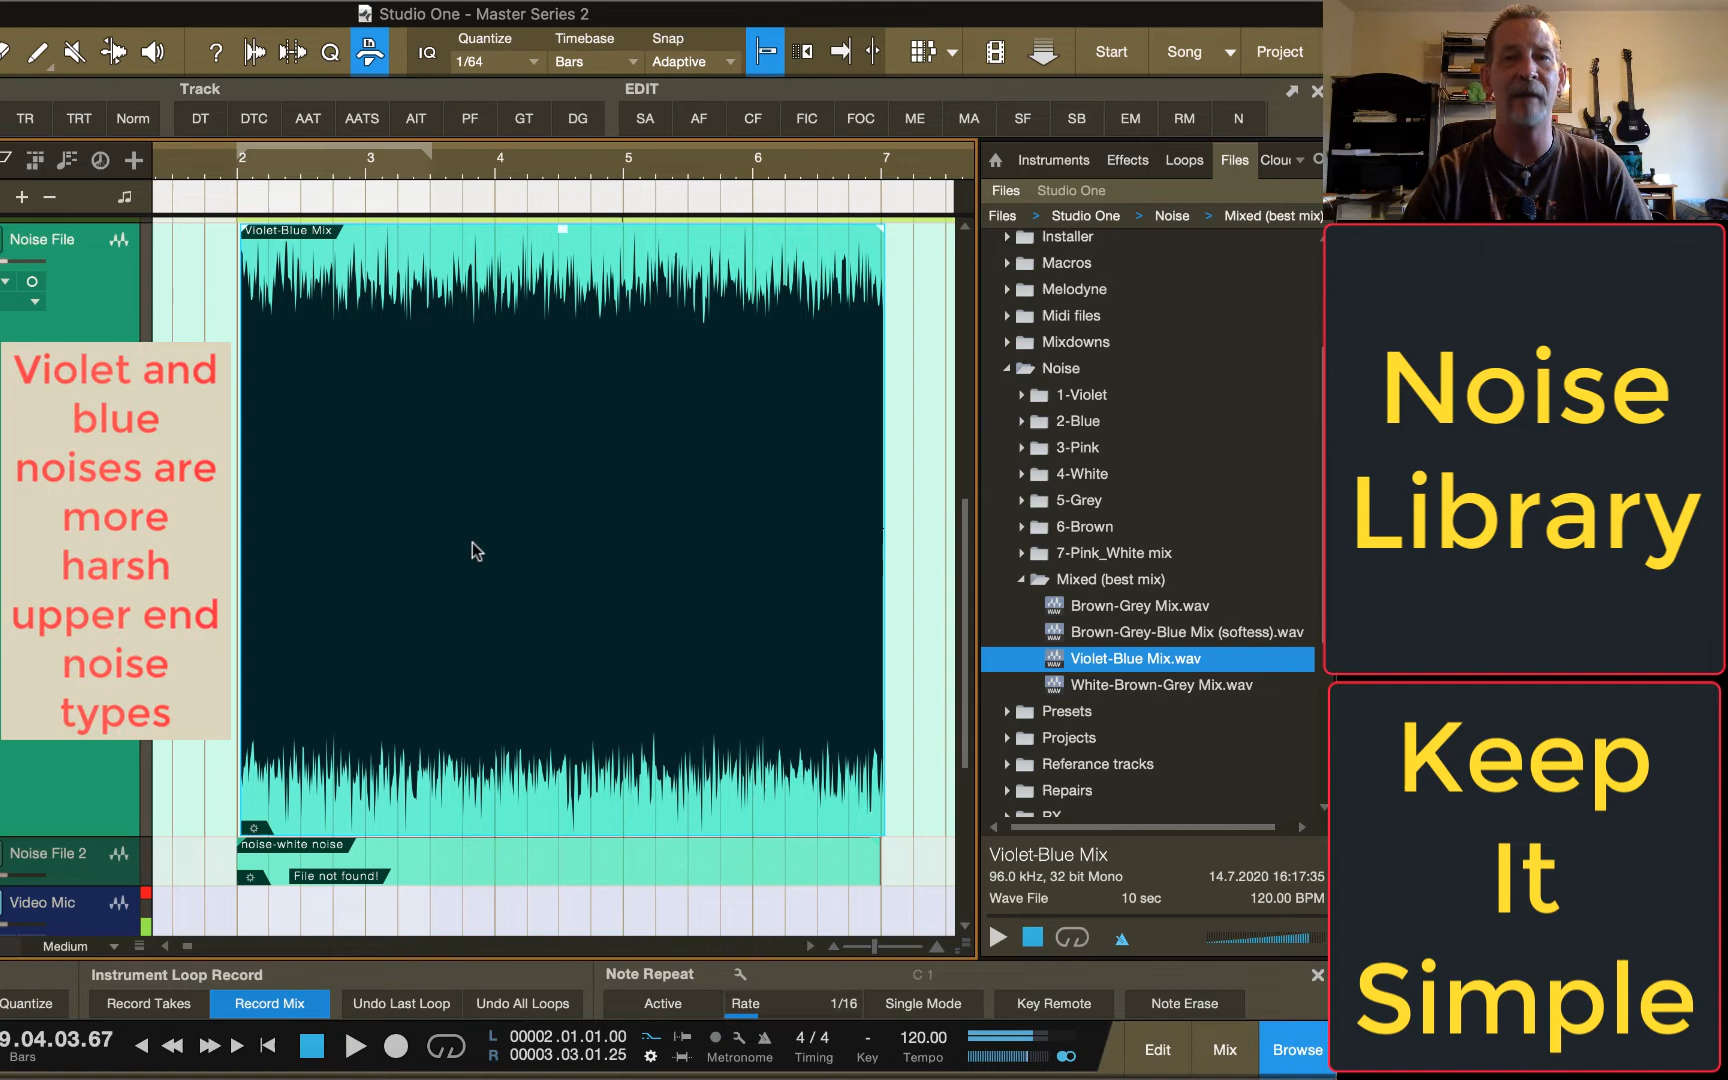 Studio One - Master Series 2
IQ
Quantize
1/64
Timebase
Bars
Snap
Adaptive
Start
Song
Project
Track
EDIT
TR TRT Norm DT DTC AAT AATS AIT PF GT DG SA AF CF FIC FOC ME MA SF SB EM RM N
2 3 4 5 6 7
Instruments Effects Loops Files Clou
Files Studio One
Files > Studio One > Noise > Mixed (best mix)
Noise File
Violet-Blue Mix
Violet and
blue
noises are
more
harsh
upper end
noise
types
Installer
Macros
Melodyne
Midi files
Mixdowns
Noise
1-Violet
2-Blue
3-Pink
4-White
5-Grey
6-Brown
7-Pink_White mix
Mixed (best mix)
Brown-Grey Mix.wav
Brown-Grey-Blue Mix (softess).wav
Violet-Blue Mix.wav
White-Brown-Grey Mix.wav
Presets
Projects
Referance tracks
Repairs
RX
Noise
Library
Keep
It
Simple
Noise File 2
noise-white noise
File not found!
Video Mic
Medium
Violet-Blue Mix
96.0 kHz, 32 bit Mono 14.7.2020 16:17:35
Wave File 10 sec 120.00 BPM
Instrument Loop Record
Note Repeat
C 1
Quantize
Record Takes
Record Mix
Undo Last Loop
Undo All Loops
Active
Rate
1/16
Single Mode
Key Remote
Note Erase
9.04.03.67
Bars
L 00002.01.01.00
R 00003.03.01.25
Metronome
4 / 4
Timing
-
Key
120.00
Tempo
Edit
Mix
Browse